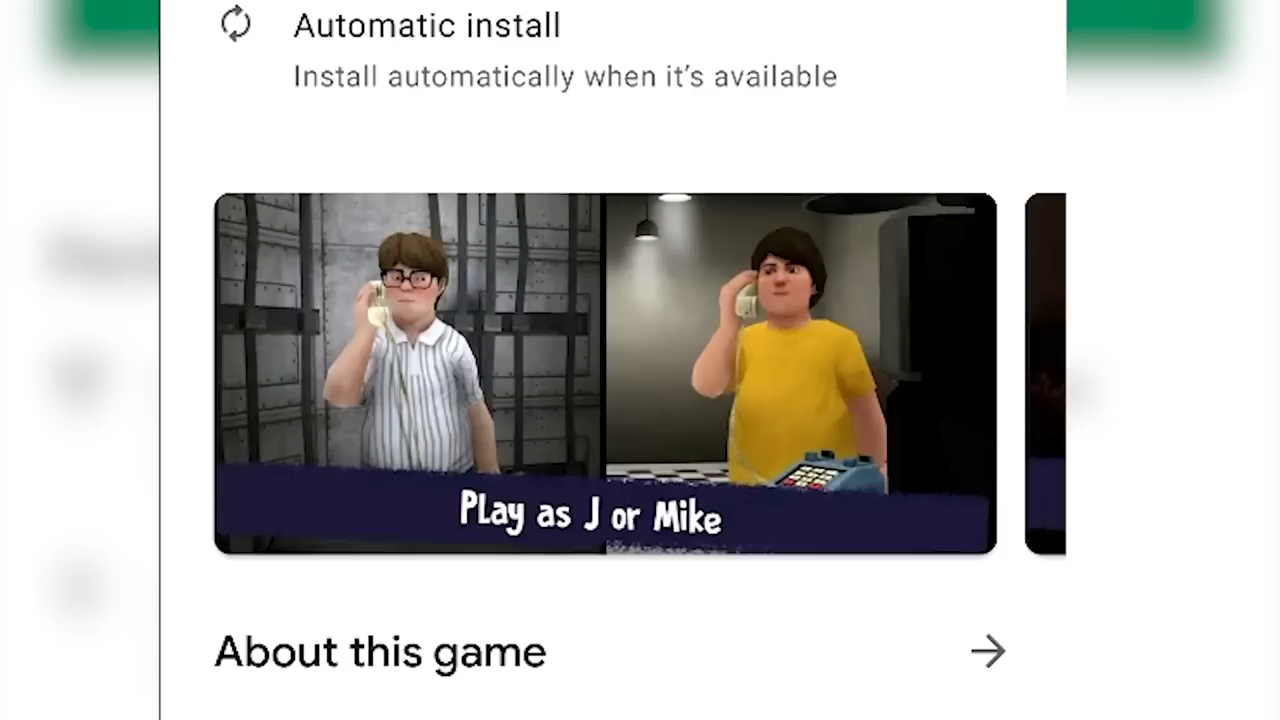 Automatic install
Install automatically when it's available
Play as J or Mike
About this game